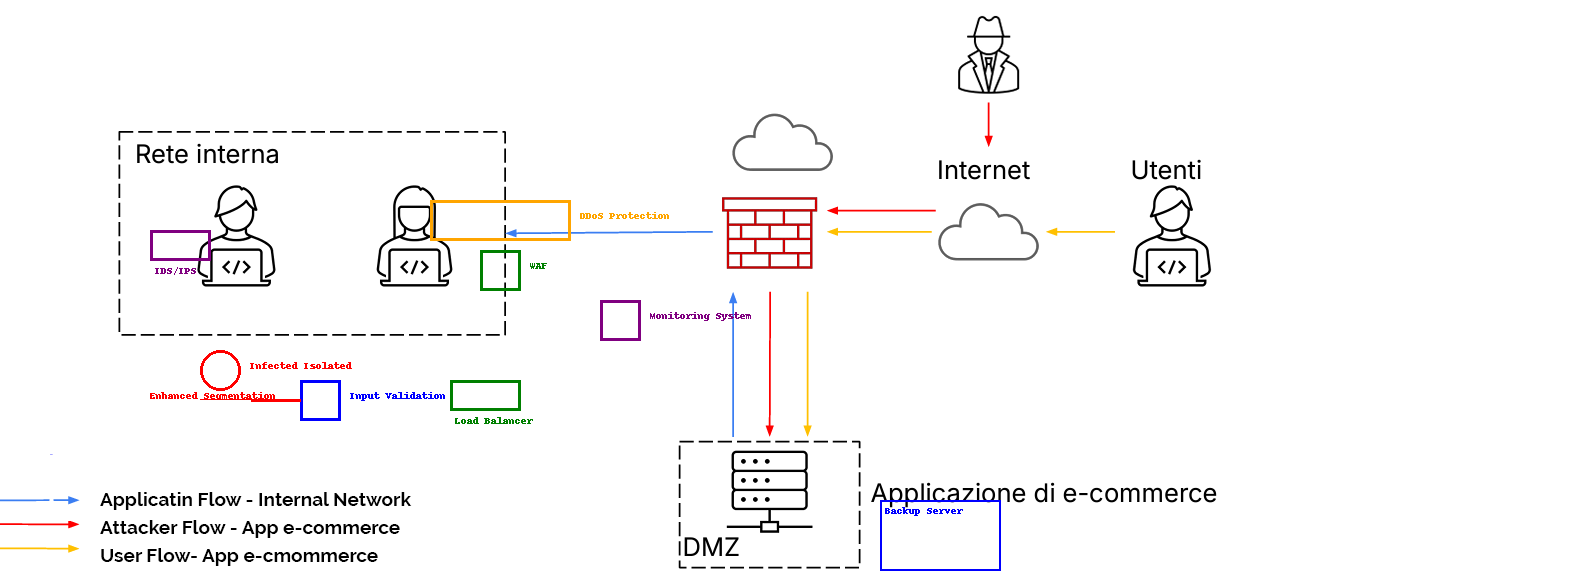 Rete interna
Internet
Utenti
DDoS Protection
WAF
IDS/IPS
Monitoring System
Infected Isolated
Enhanced Segmentation
Input Validation
Load Balancer
Applicazione di e-commerce
Backup Server
DMZ
Applicatin Flow - Internal Network
Attacker Flow - App e-commerce
User Flow- App e-cmommerce